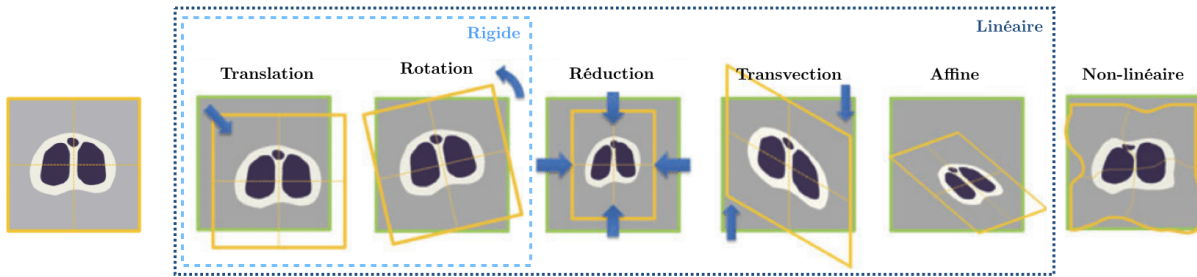 Rigide
Linéaire
Translation
Rotation
Réduction
Transvection
Affine
Non-linéaire